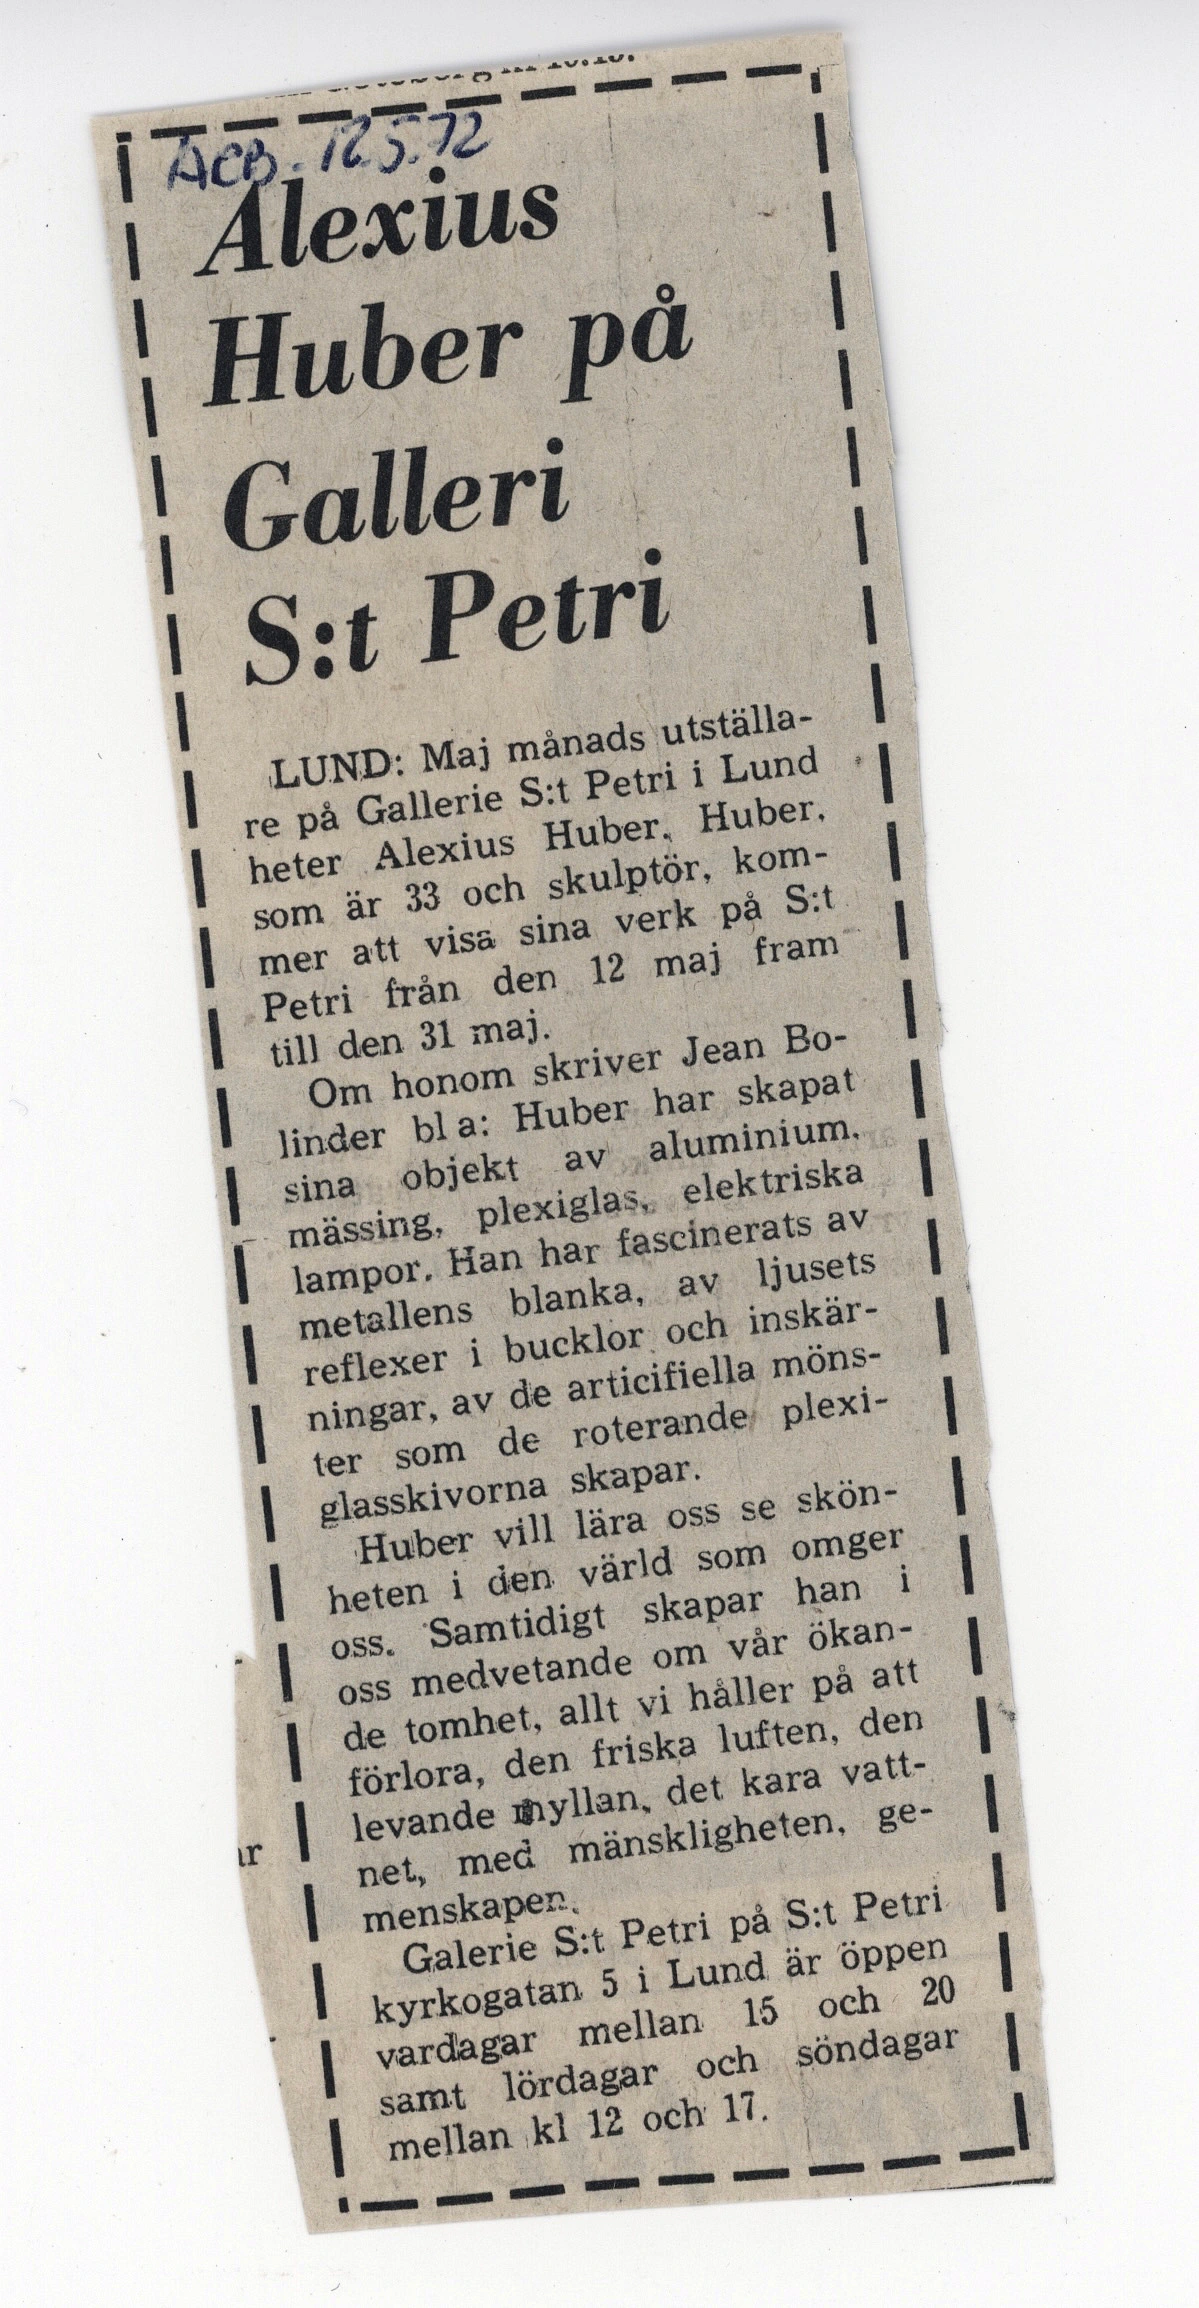 AEB. 12.5.72
Alexius
Huber på
Galleri
S:t Petri
LUND: Maj månads utställa-
re på Gallerie S:t Petri i Lund
heter Alexius Huber. Huber,
som är 33 och skulptör, kom-
mer att visa sina verk på S:t
Petri från den 12 maj fram
till den 31 maj.
Om honom skriver Jean Bo-
linder bl a: Huber har skapat
sina objekt av aluminium,
mässing, plexiglas, elektriska
lampor. Han har fascinerats av
metallens blanka, av ljusets
reflexer i bucklor och inskär-
ningar, av de articifiella möns-
ter som de roterande plexi-
glasskivorna skapar.
Huber vill lära oss se skön-
heten i den värld som omger
oss. Samtidigt skapar han i
oss medvetande om vår ökan-
de tomhet, allt vi håller på att
förlora, den friska luften, den
levande myllan, det kara vatt-
net, med mänskligheten, ge-
menskapen.
Galerie S:t Petri på S:t Petri
kyrkogatan 5 i Lund är öppen
vardagar mellan 15 och 20
samt lördagar och söndagar
mellan kl 12 och 17.